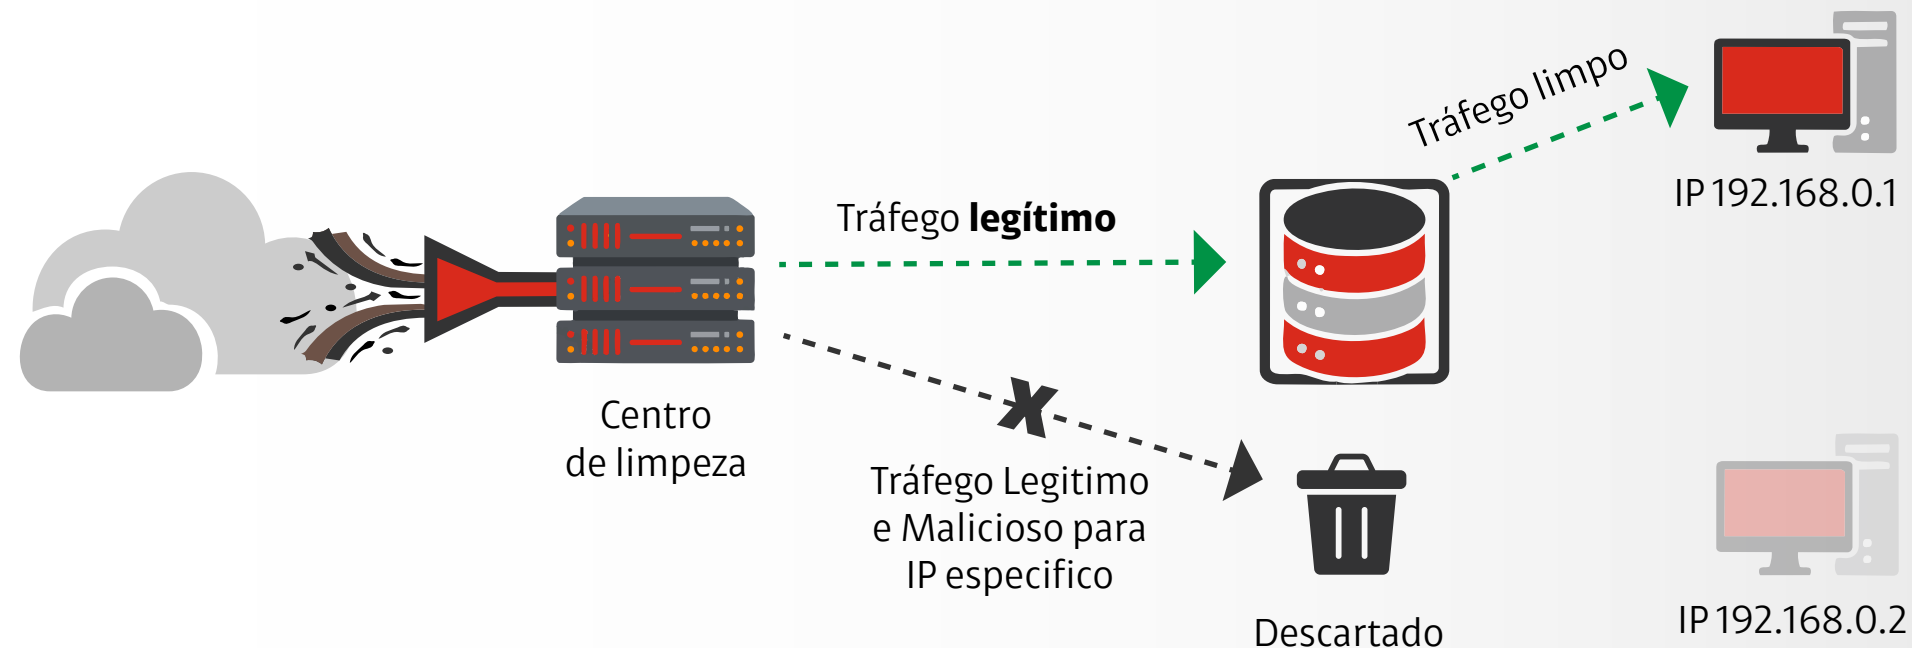 Tráfego limpo
IP 192.168.0.1
Tráfego legítimo
Centro
de limpeza
Tráfego Legitimo
e Malicioso para
IP especifico
Descartado
IP 192.168.0.2